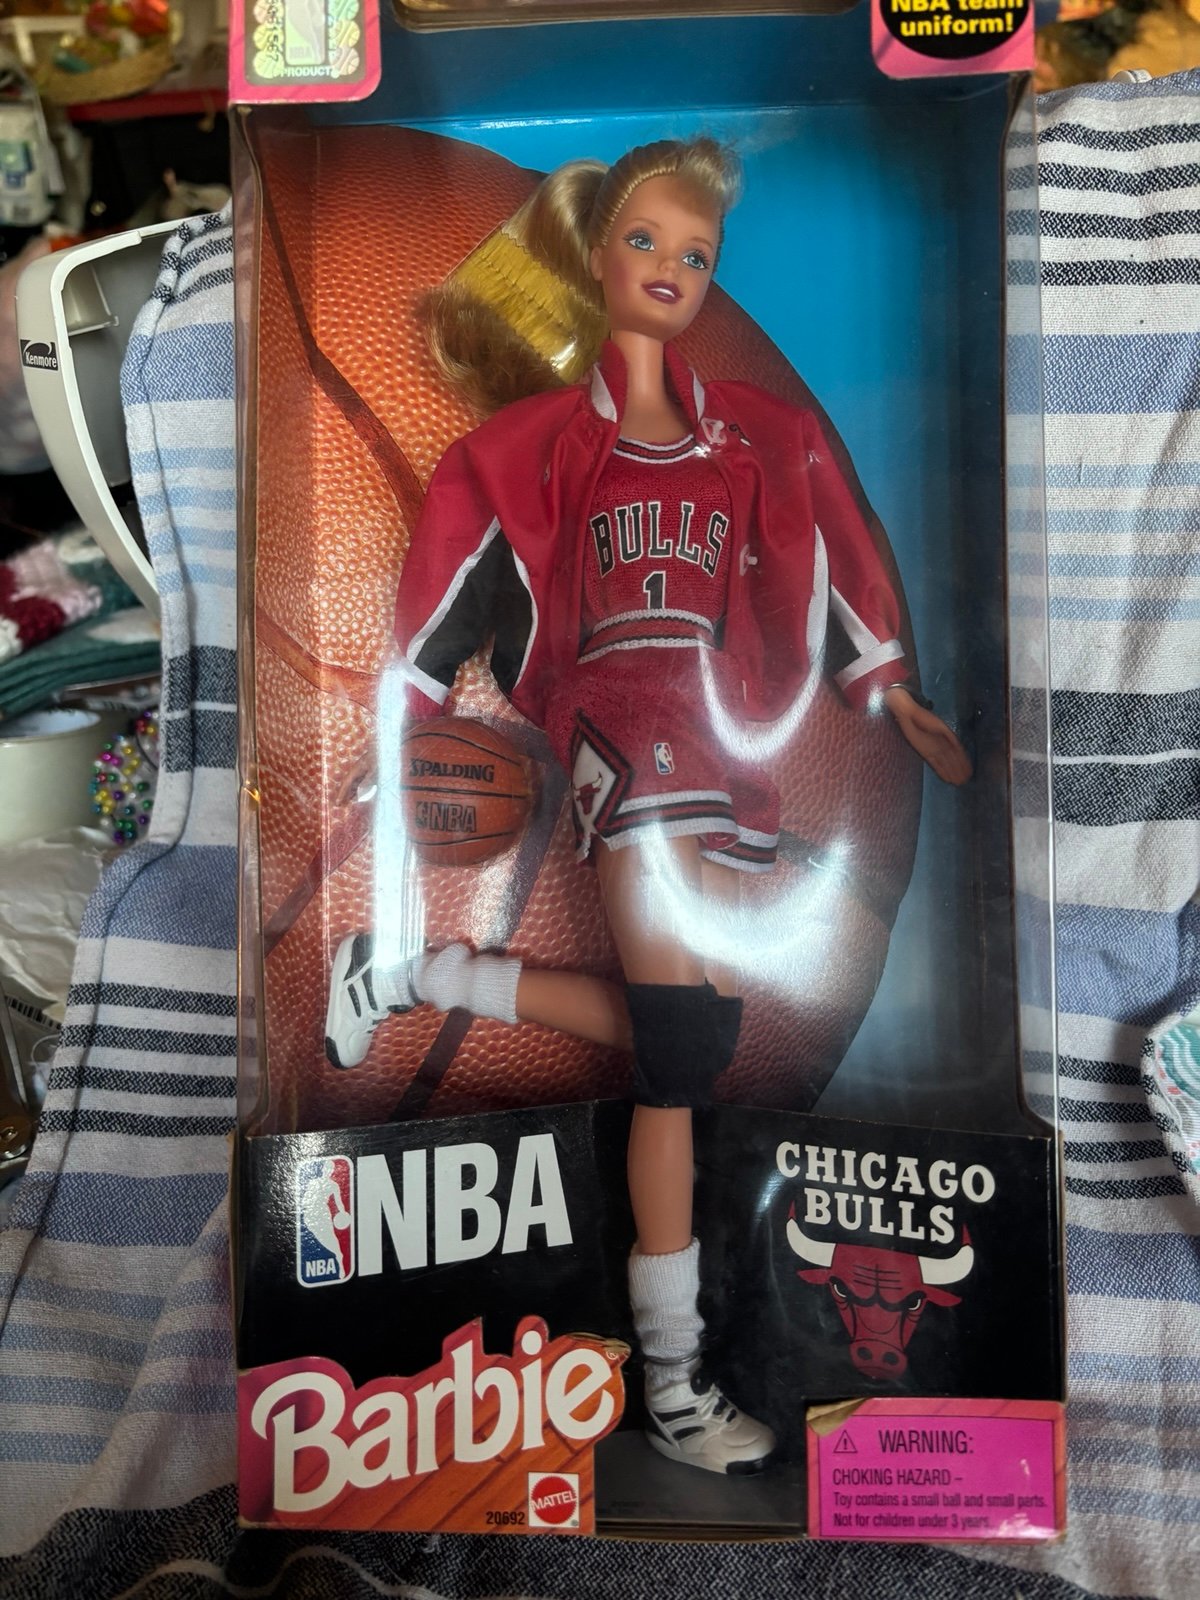 NBA
PRODUCT
NBA team
uniform!
Kenmore
BULLS
1
SPALDING
NBA
NBA
NBA
CHICAGO
BULLS
Barbie
MATTEL
20692
WARNING:
CHOKING HAZARD –
Toy contains a small ball and small parts.
Not for children under 3 years.